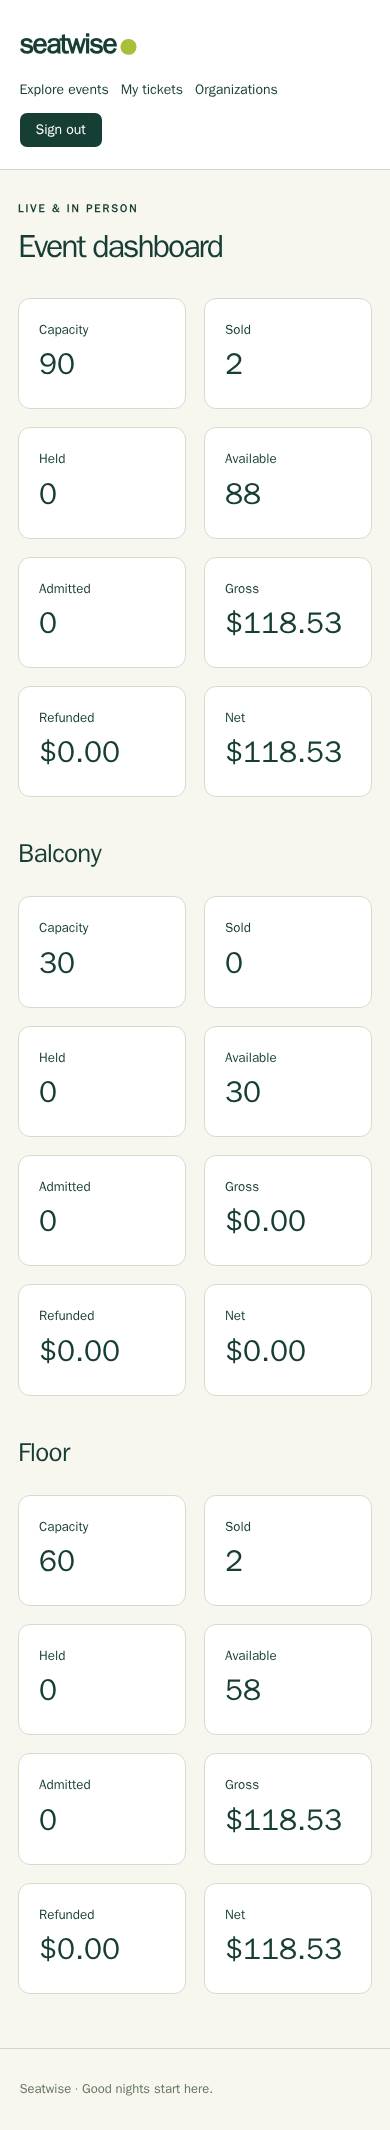 seatwise
Explore events My tickets Organizations
Sign out
LIVE & IN PERSON
Event dashboard
Capacity Sold
90 2
Held Available
0 88
Admitted Gross
0 $118.53
Refunded Net
$0.00 $118.53
Balcony
Capacity Sold
30 0
Held Available
0 30
Admitted Gross
0 $0.00
Refunded Net
$0.00 $0.00
Floor
Capacity Sold
60 2
Held Available
0 58
Admitted Gross
0 $118.53
Refunded Net
$0.00 $118.53
Seatwise · Good nights start here.